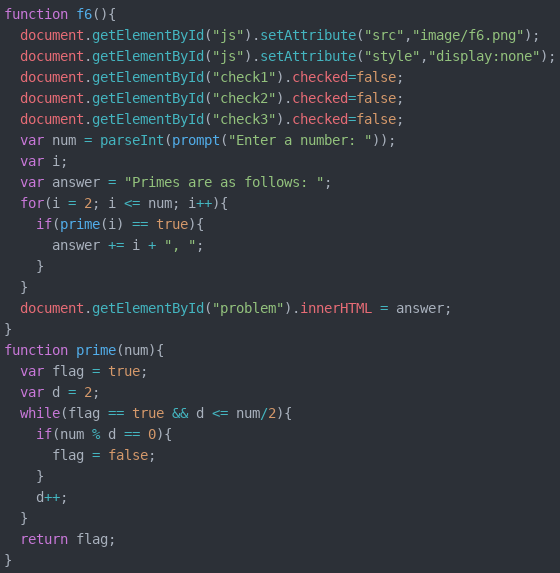 function f6(){
  document.getElementById("js").setAttribute("src","image/f6.png");
  document.getElementById("js").setAttribute("style","display:none");
  document.getElementById("check1").checked=false;
  document.getElementById("check2").checked=false;
  document.getElementById("check3").checked=false;
  var num = parseInt(prompt("Enter a number: "));
  var i;
  var answer = "Primes are as follows: ";
  for(i = 2; i <= num; i++){
    if(prime(i) == true){
      answer += i + ", ";
    }
  }
  document.getElementById("problem").innerHTML = answer;
}
function prime(num){
  var flag = true;
  var d = 2;
  while(flag == true && d <= num/2){
    if(num % d == 0){
      flag = false;
    }
    d++;
  }
  return flag;
}